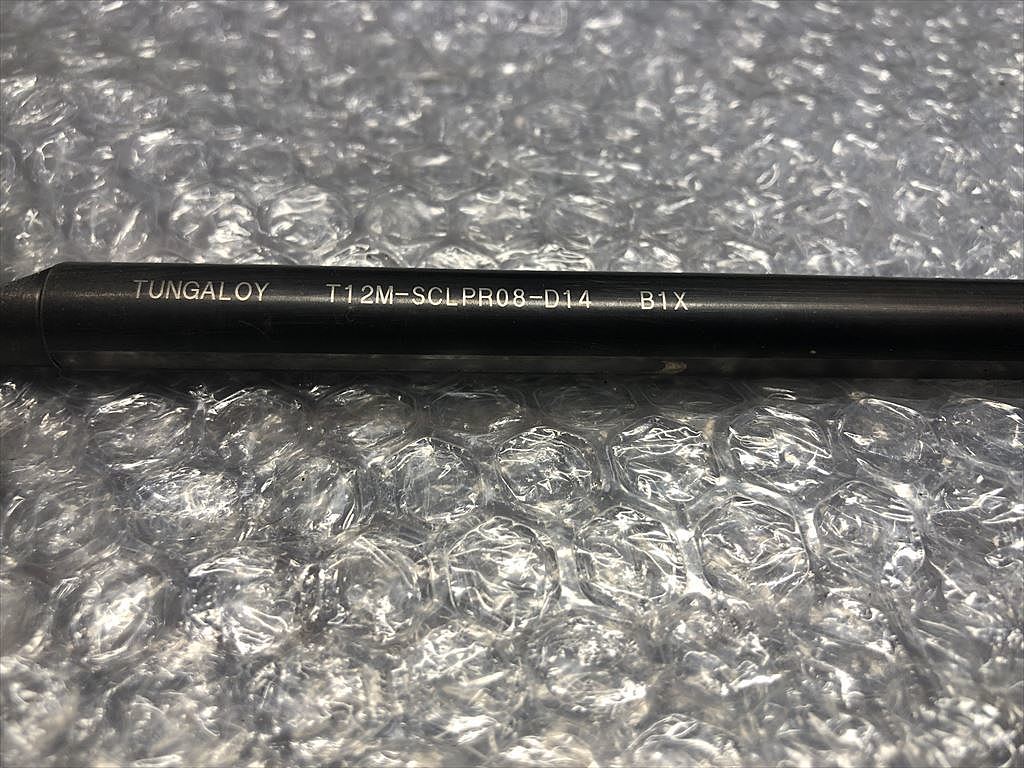 TUNGALOY T12M-SCLPR08-D14 B1X